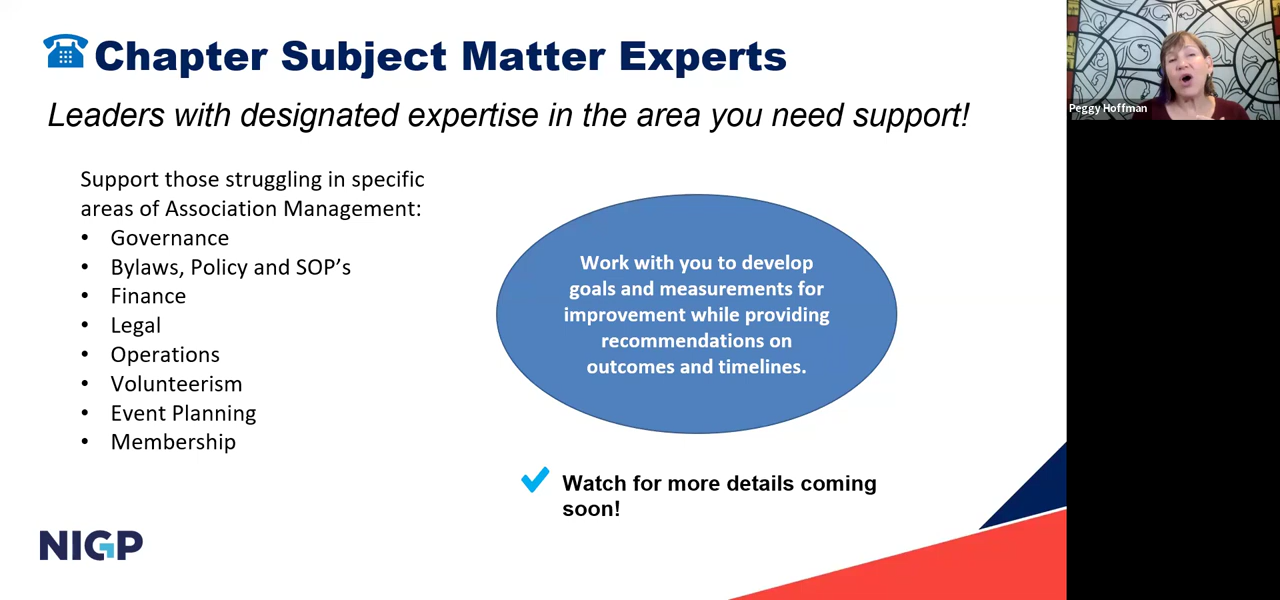 Chapter Subject Matter Experts
Leaders with designated expertise in the area you need support!
Support those struggling in specific
areas of Association Management:
• Governance
• Bylaws, Policy and SOP's
• Finance
• Legal
• Operations
• Volunteerism
• Event Planning
• Membership
Work with you to develop
goals and measurements for
improvement while providing
recommendations on
outcomes and timelines.
Watch for more details coming
soon!
NIGP
Peggy Hoffman